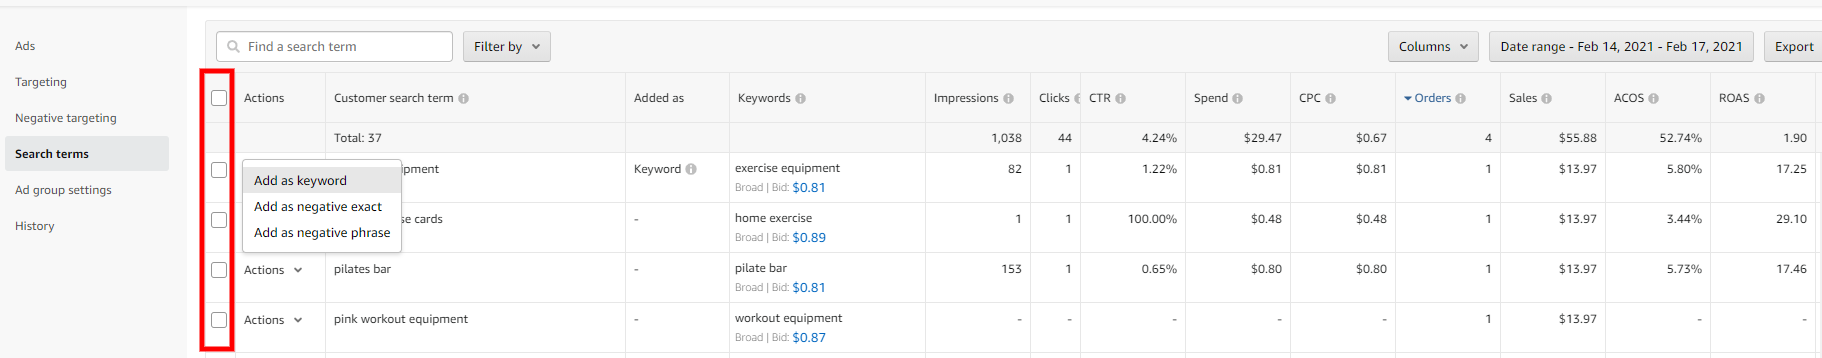 Ads
Targeting
Negative targeting
Search terms
Ad group settings
History
Find a search term
Filter by
Columns
Date range - Feb 14, 2021 - Feb 17, 2021
Export
Actions Customer search term Added as Keywords Impressions Clicks CTR Spend CPC Orders Sales ACOS ROAS
Total: 37 1,038 44 4.24% $29.47 $0.67 4 $55.88 52.74% 1.90
Keyword exercise equipment 82 1 1.22% $0.81 $0.81 1 $13.97 5.80% 17.25
Broad | Bid: $0.81
Add as keyword
Add as negative exact
Add as negative phrase
cards - home exercise 1 1 100.00% $0.48 $0.48 1 $13.97 3.44% 29.10
Broad | Bid: $0.89
Actions pilates bar - pilate bar 153 1 0.65% $0.80 $0.80 1 $13.97 5.73% 17.46
Broad | Bid: $0.81
Actions pink workout equipment - workout equipment - - - - - 1 $13.97 - -
Broad | Bid: $0.87